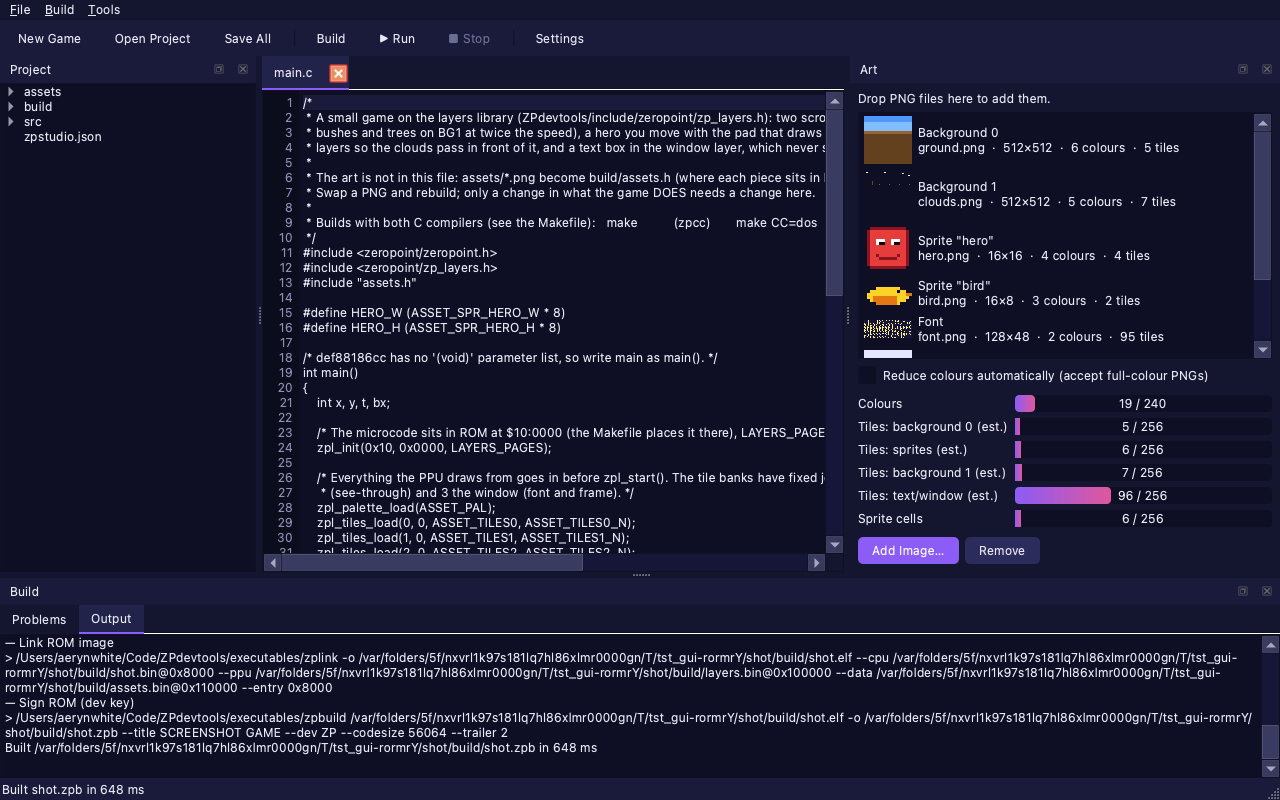 File Build Tools
New Game Open Project Save All Build Run Stop Settings
Project
assets
build
src
zpstudio.json
main.c
1 /*
2 * A small game on the layers library (ZPdevtools/include/zeropoint/zp_layers.h): two scro
3 * bushes and trees on BG1 at twice the speed), a hero you move with the pad that draws
4 * layers so the clouds pass in front of it, and a text box in the window layer, which never s
5 *
6 * The art is not in this file: assets/*.png become build/assets.h (where each piece sits in
7 * Swap a PNG and rebuild; only a change in what the game DOES needs a change here.
8 *
9 * Builds with both C compilers (see the Makefile): make (zpcc) make CC=dos
10 */
11 #include <zeropoint/zeropoint.h>
12 #include <zeropoint/zp_layers.h>
13 #include "assets.h"
14
15 #define HERO_W (ASSET_SPR_HERO_W * 8)
16 #define HERO_H (ASSET_SPR_HERO_H * 8)
17
18 /* def88186cc has no '(void)' parameter list, so write main as main(). */
19 int main()
20 {
21 int x, y, t, bx;
22
23 /* The microcode sits in ROM at $10:0000 (the Makefile places it there), LAYERS_PAGE
24 zpl_init(0x10, 0x0000, LAYERS_PAGES);
25
26 /* Everything the PPU draws from goes in before zpl_start(). The tile banks have fixed j
27 * (see-through) and 3 the window (font and frame). */
28 zpl_palette_load(ASSET_PAL);
29 zpl_tiles_load(0, 0, ASSET_TILES0, ASSET_TILES0_N);
30 zpl_tiles_load(1, 0, ASSET_TILES1, ASSET_TILES1_N);
31 zpl_tiles_load(2, 0, ASSET_TILES2, ASSET_TILES2_N);
Art
Drop PNG files here to add them.
Background 0
ground.png · 512×512 · 6 colours · 5 tiles
Background 1
clouds.png · 512×512 · 5 colours · 7 tiles
Sprite "hero"
hero.png · 16×16 · 4 colours · 4 tiles
Sprite "bird"
bird.png · 16×8 · 3 colours · 2 tiles
Font
font.png · 128×48 · 2 colours · 95 tiles
Reduce colours automatically (accept full-colour PNGs)
Colours 19 / 240
Tiles: background 0 (est.) 5 / 256
Tiles: sprites (est.) 6 / 256
Tiles: background 1 (est.) 7 / 256
Tiles: text/window (est.) 96 / 256
Sprite cells 6 / 256
Add Image... Remove
Build
Problems Output
— Link ROM image
> /Users/aerynwhite/Code/ZPdevtools/executables/zplink -o /var/folders/5f/nxvrl1k97s181lq7hl86xlmr0000gn/T/tst_gui-rormrY/shot/build/shot.elf --cpu /var/folders/5f/nxvrl1k97s181lq7hl86xlmr0000gn/T/tst_gui-
rormrY/shot/build/shot.bin@0x8000 --ppu /var/folders/5f/nxvrl1k97s181lq7hl86xlmr0000gn/T/tst_gui-rormrY/shot/build/layers.bin@0x100000 --data /var/folders/5f/nxvrl1k97s181lq7hl86xlmr0000gn/T/tst_gui-
rormrY/shot/build/assets.bin@0x110000 --entry 0x8000
— Sign ROM (dev key)
> /Users/aerynwhite/Code/ZPdevtools/executables/zpbuild /var/folders/5f/nxvrl1k97s181lq7hl86xlmr0000gn/T/tst_gui-rormrY/shot/build/shot.elf -o /var/folders/5f/nxvrl1k97s181lq7hl86xlmr0000gn/T/tst_gui-rormrY/
shot/build/shot.zpb --title SCREENSHOT GAME --dev ZP --codesize 56064 --trailer 2
Built /var/folders/5f/nxvrl1k97s181lq7hl86xlmr0000gn/T/tst_gui-rormrY/shot/build/shot.zpb in 648 ms
Built shot.zpb in 648 ms